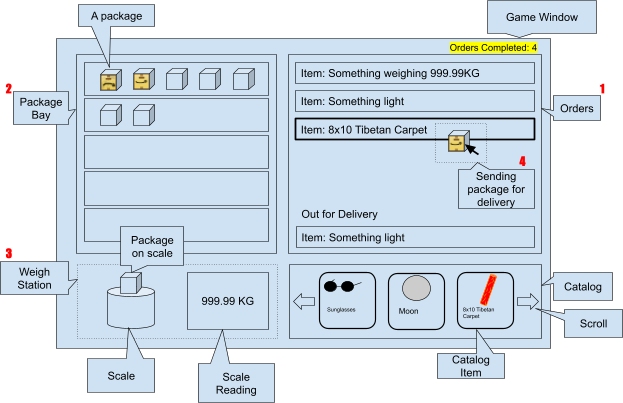 A package
Game Window
Orders Completed: 4
2
Package
Bay
Item: Something weighing 999.99KG
1
Orders
Item: Something light
Item: 8x10 Tibetan Carpet
4
Sending
package for
delivery
Out for Delivery
Item: Something light
3
Weigh
Station
Package
on scale
999.99 KG
Sunglasses
Moon
8x10 Tibetan
Carpet
Catalog
Scroll
Scale
Scale
Reading
Catalog
Item